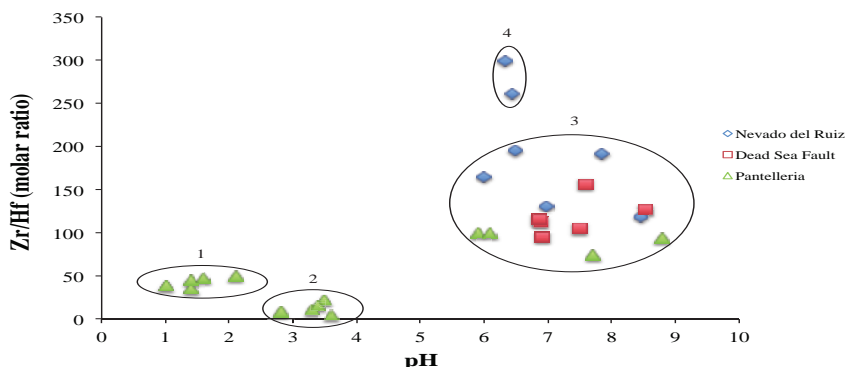 Zr/Hf (molar ratio)
350
300
250
200
150
100
50
0
0 1 2 3 4 5 6 7 8 9 10
pH
1
2
3
4
Nevado del Ruiz
Dead Sea Fault
Pantelleria